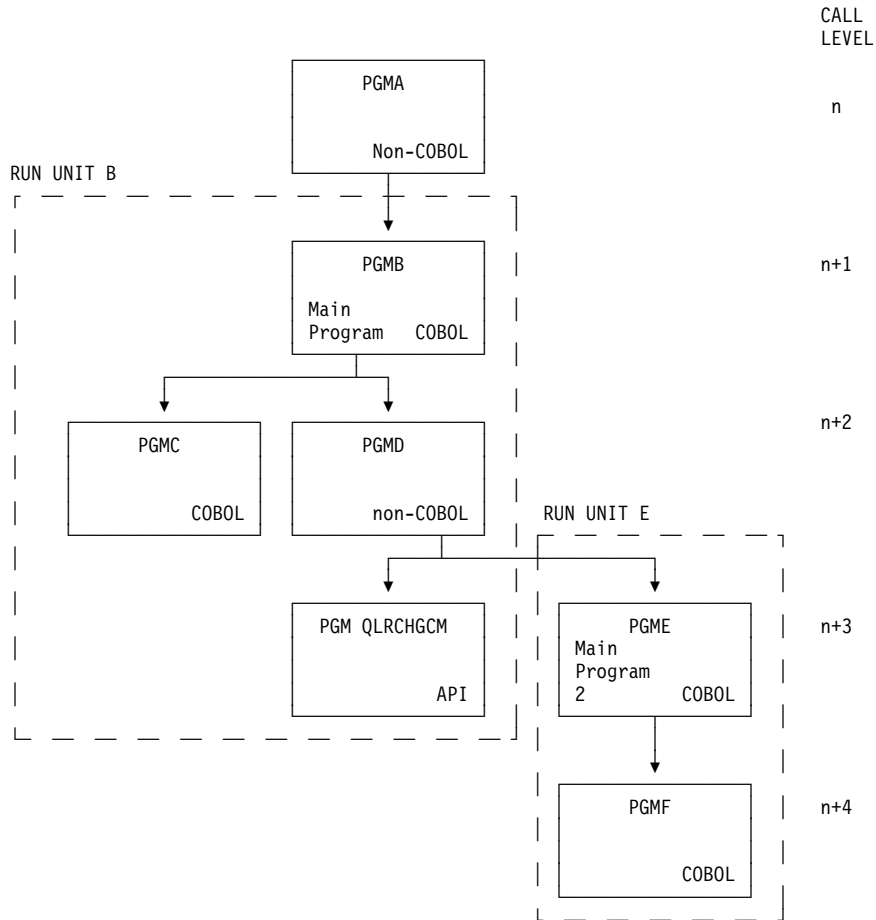 CALL
LEVEL
PGMA
n
Non-COBOL
RUN UNIT B
PGMB
n+1
Main
Program COBOL
PGMC PGMD
n+2
COBOL non-COBOL
RUN UNIT E
PGM QLRCHGCM
PGME
n+3
Main
Program
API
2 COBOL
PGMF
n+4
COBOL